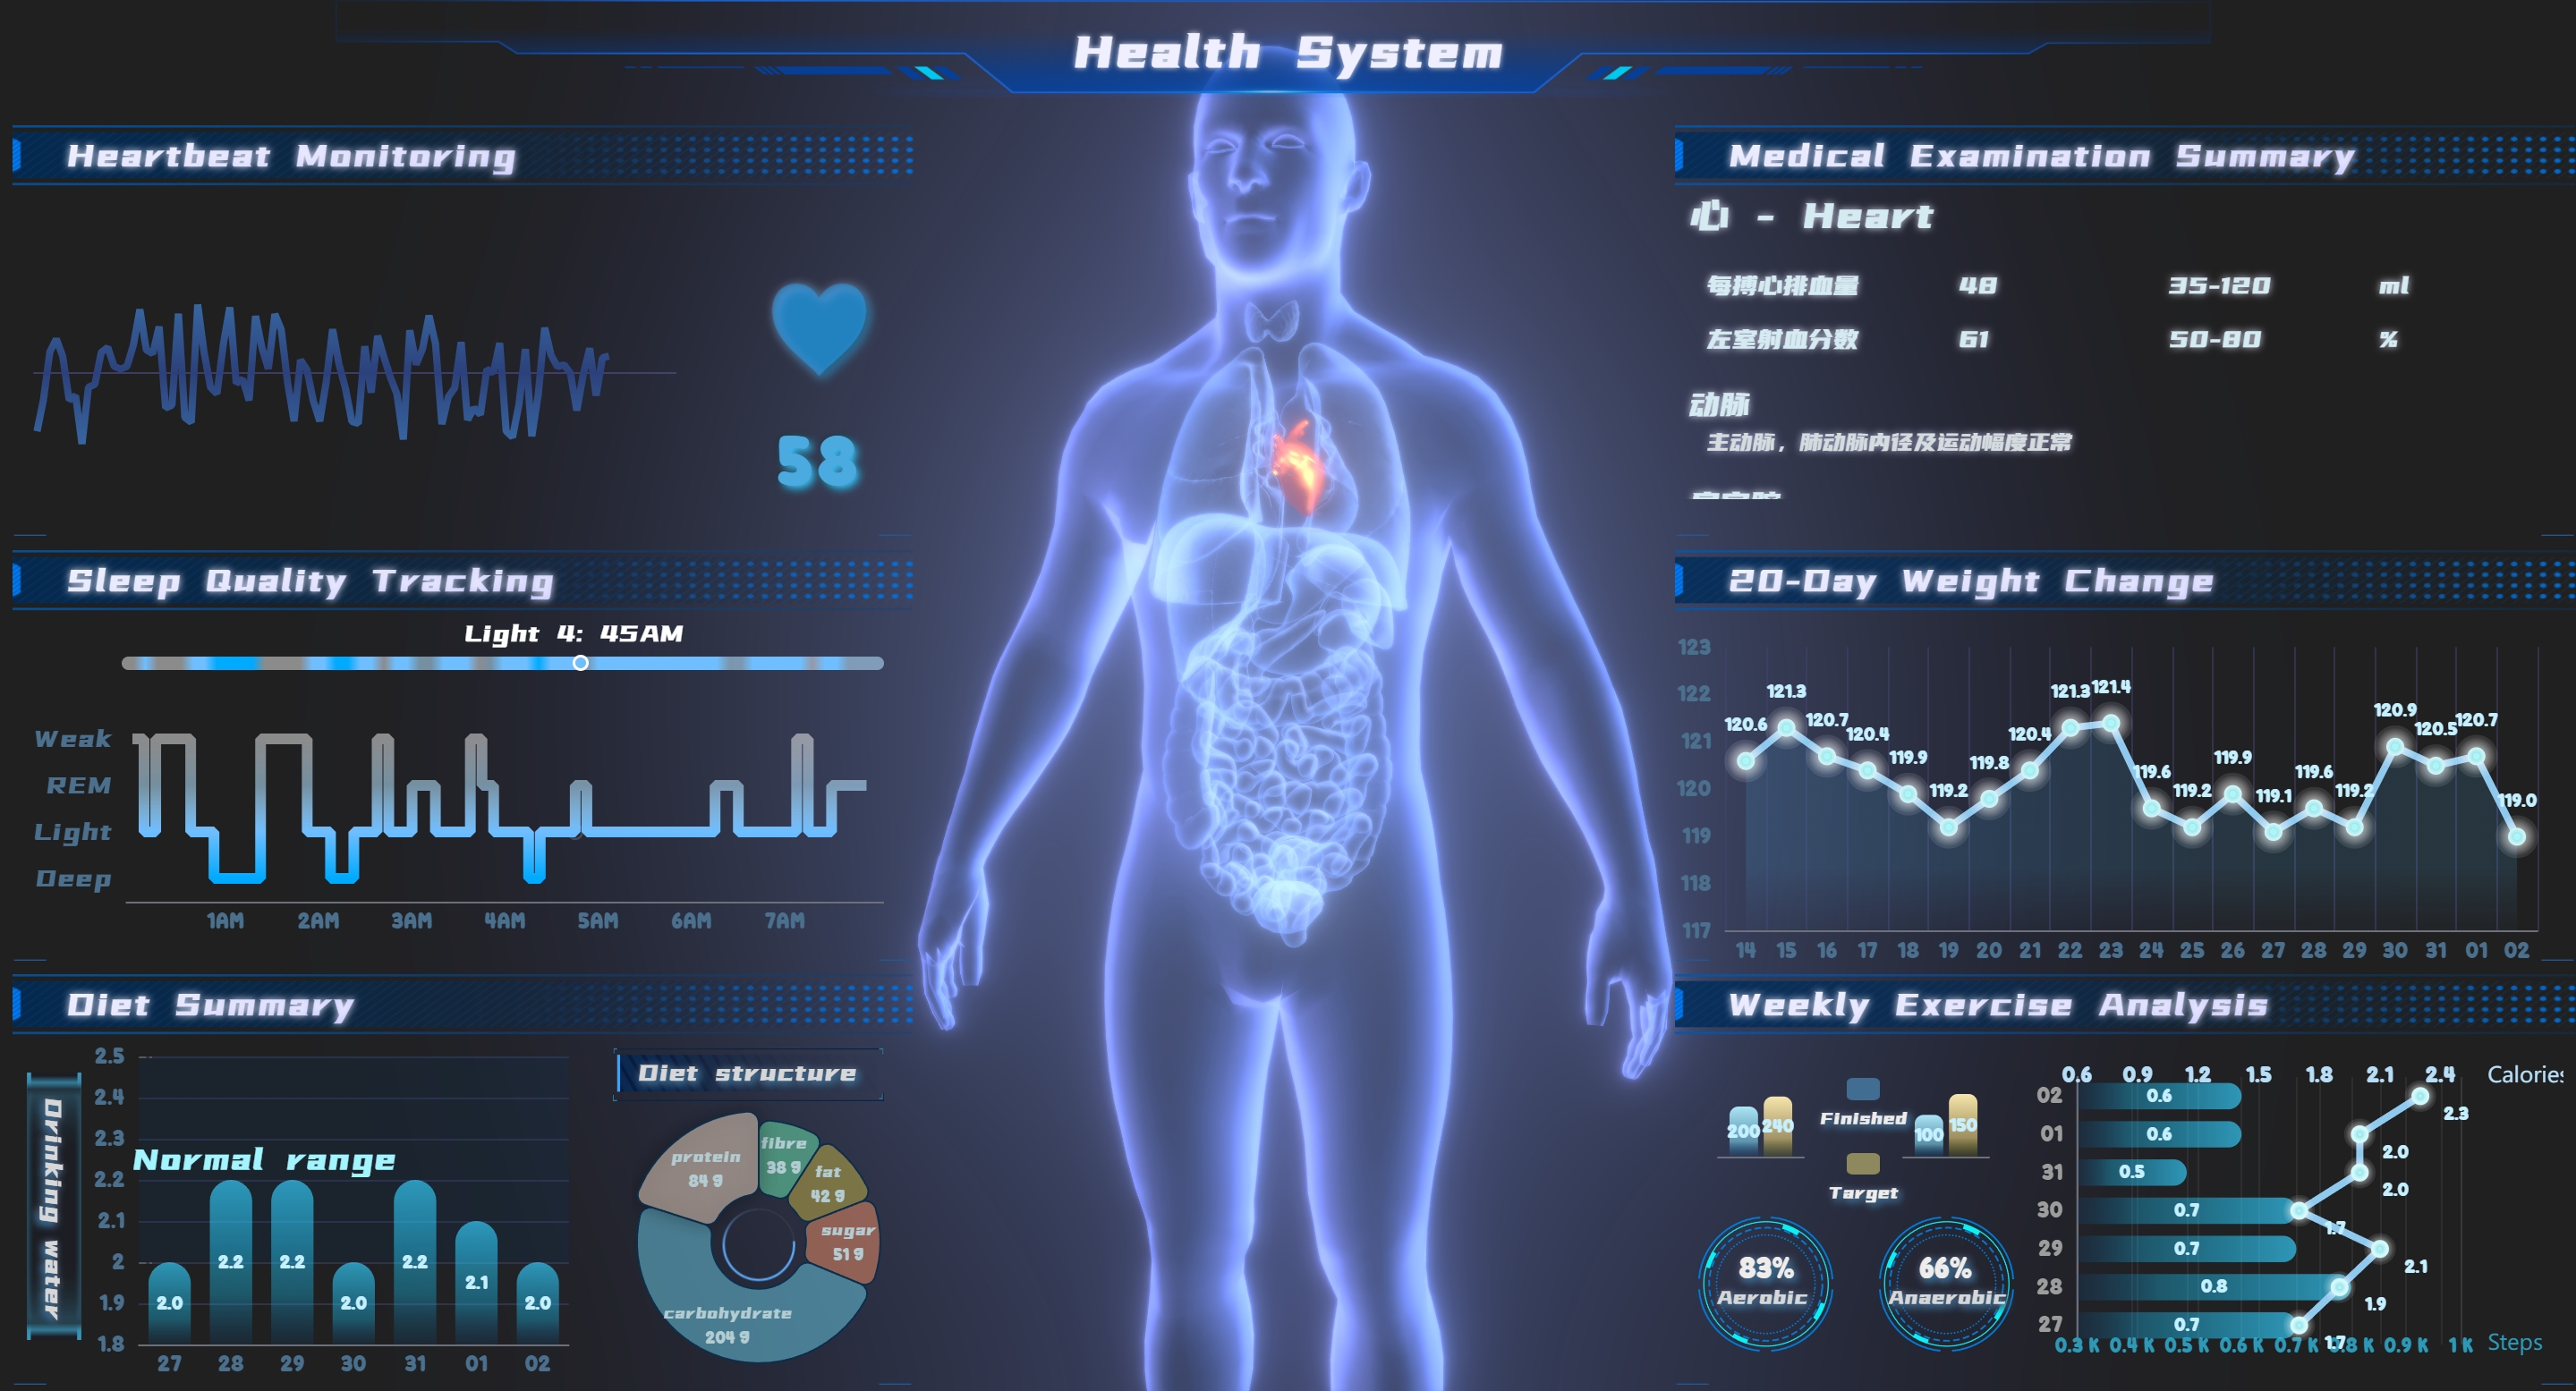 Health System
Heartbeat Monitoring
58
Sleep Quality Tracking
Light 4: 45AM
Weak
REM
Light
Deep
1AM 2AM 3AM 4AM 5AM 6AM 7AM
Diet Summary
Drinking water
2.5
2.4
2.3
2.2
2.1
2
1.9
1.8
Normal range
2.0 2.2 2.2 2.0 2.2 2.1 2.0
27 28 29 30 31 01 02
Diet structure
protein
84 g
fibre
38 g
fat
42 g
sugar
51 g
carbohydrate
204 g
Medical Examination Summary
心 - Heart
每搏心排血量 48 35-120 ml
左室射血分数 61 50-80 %
动脉
主动脉，肺动脉内径及运动幅度正常
20-Day Weight Change
123
122
121
120
119
118
117
120.6 121.3 120.7 120.4 119.9 119.2 119.8 120.4 121.3 121.4 119.6 119.2 119.9 119.1 119.6 119.2 120.9 120.5 120.7 119.0
14 15 16 17 18 19 20 21 22 23 24 25 26 27 28 29 30 31 01 02
Weekly Exercise Analysis
200 240
Finished
100 150
Target
83%
Aerobic
66%
Anaerobic
0.6 0.9 1.2 1.5 1.8 2.1 2.4 Calories
02 0.6 2.3
01 0.6 2.0
31 0.5 2.0
30 0.7 1.7
29 0.7 2.1
28 0.8 1.9
27 0.7 1.7
0.3 K 0.4 K 0.5 K 0.6 K 0.7 K 0.8 K 0.9 K 1 K Steps